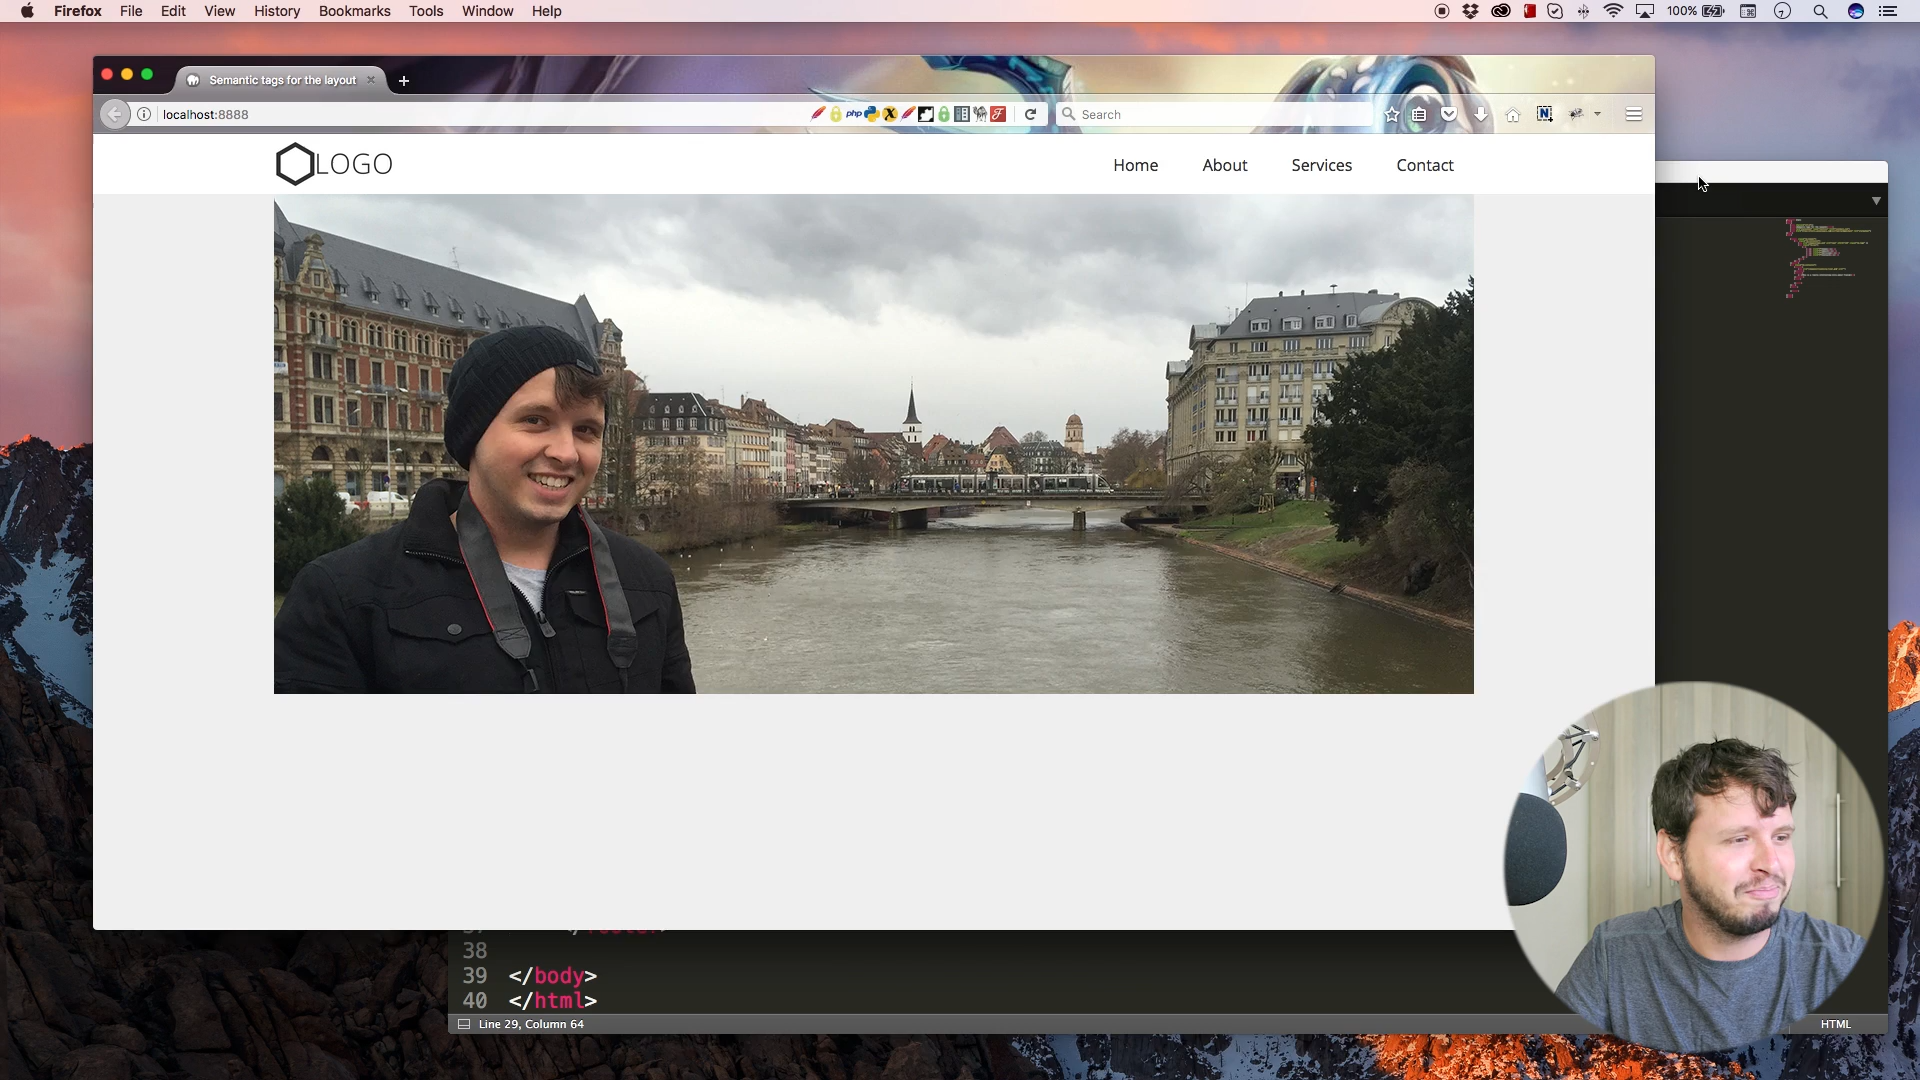 Firefox File Edit View History Bookmarks Tools Window Help 100%
Semantic tags for the layout
localhost:8888 php Search
LOGO Home About Services Contact
38
39 </body>
40 </html>
Line 29, Column 64 HTML